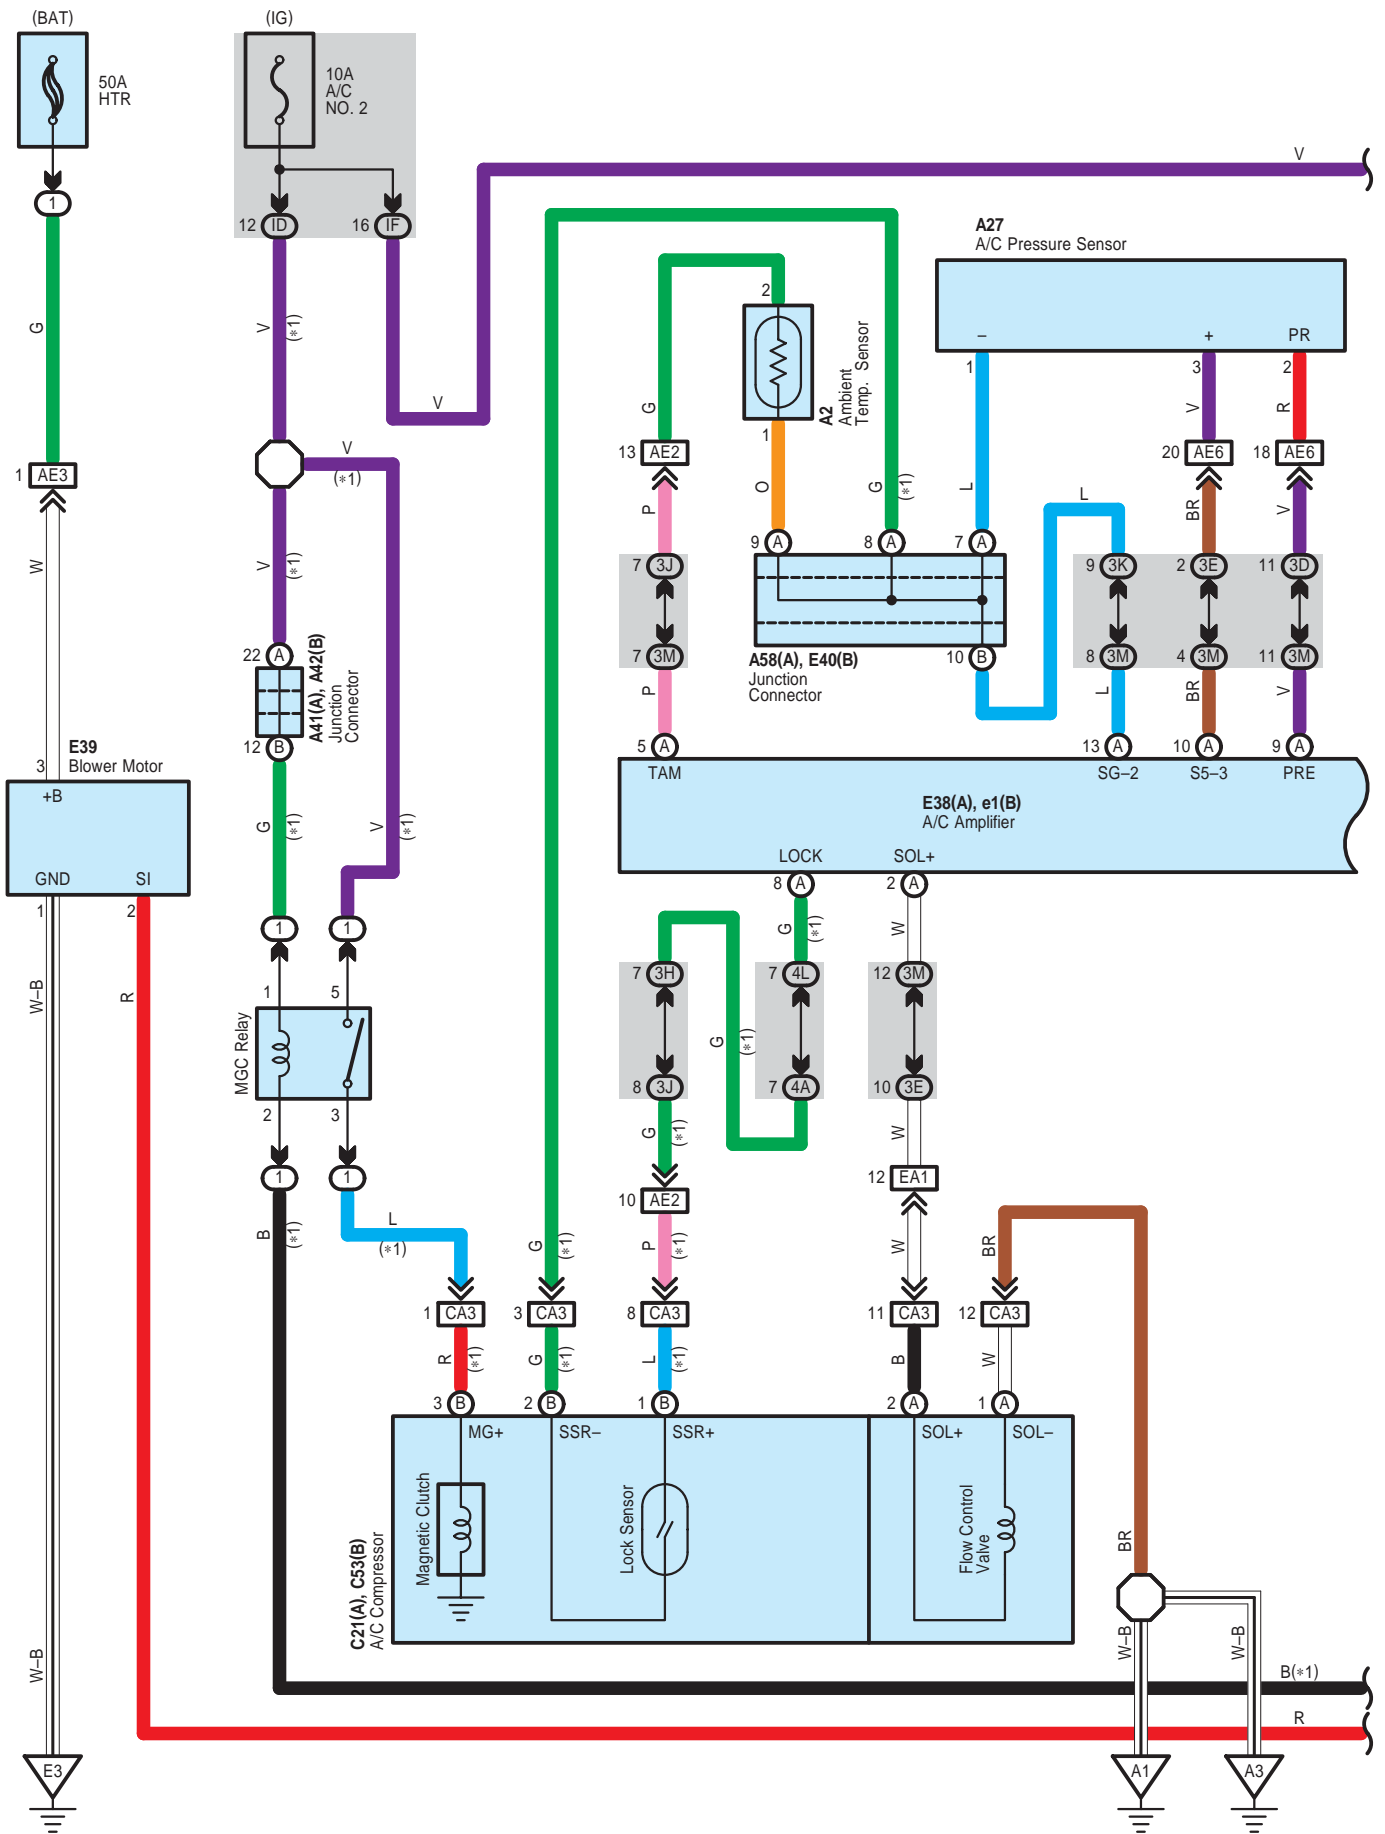 (BAT)
(IG)
50A
HTR
10A
A/C
NO. 2
1
12 ID
16 IF
V
G
V
(*1)
V
A27
A/C Pressure Sensor
–
+
PR
1
3
2
2
A2
Ambient
Temp. Sensor
1
G
13 AE2
P
O
G
(*1)
L
V
R
20 AE6
18 AE6
L
BR
V
1 AE3
W
V
(*1)
V
(*1)
9 A
8 A
7 A
7 3J
7 3M
9 3K
2 3E
11 3D
8 3M
4 3M
11 3M
10 B
A58(A), E40(B)
Junction
Connector
22 A
12 B
A41(A), A42(B)
Junction
Connector
P
L
BR
V
5 A
13 A
10 A
9 A
TAM
SG–2
S5–3
PRE
E38(A), e1(B)
A/C Amplifier
LOCK
SOL+
8 A
2 A
3
E39
Blower Motor
+B
GND
SI
1
2
G
(*1)
V
(*1)
1
1
1
5
MGC Relay
2
3
1
1
W–B
R
G
(*1)
W
7 3H
7 4L
12 3M
G
(*1)
8 3J
7 4A
10 3E
G
(*1)
W
10 AE2
12 EA1
B
(*1)
L
(*1)
G
(*1)
P
(*1)
W
BR
1 CA3
3 CA3
8 CA3
11 CA3
12 CA3
R
(*1)
G
(*1)
L
(*1)
B
W
3 B
2 B
1 B
2 A
1 A
MG+
SSR–
SSR+
SOL+
SOL–
Magnetic Clutch
Lock Sensor
Flow Control
Valve
C21(A), C53(B)
A/C Compressor
BR
W–B
W–B
W–B
B(*1)
R
E3
A1
A3